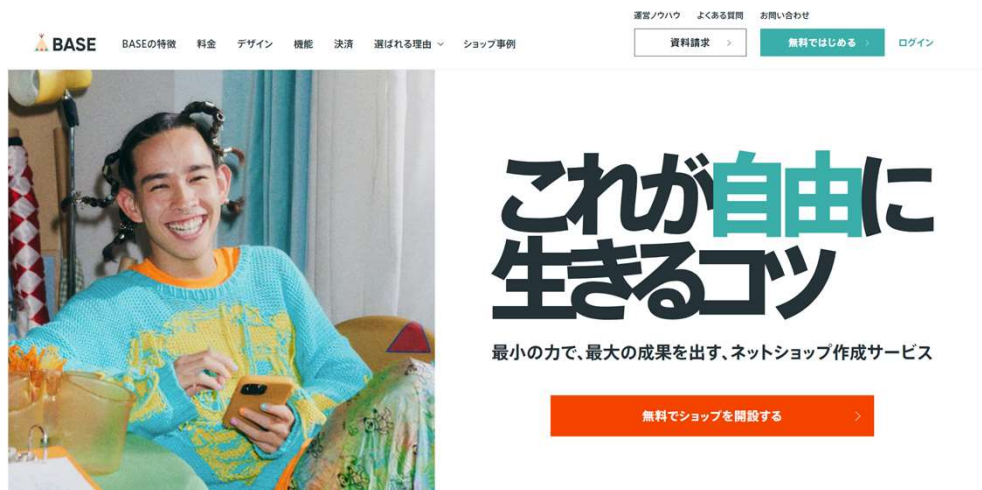 運営ノウハウ よくある質問 お問い合わせ
BASE BASEの特徴 料金 デザイン 機能 決済 選ばれる理由 ショップ事例 資料請求 無料ではじめる ログイン
これが自由に
生きるコツ
最小の力で、最大の成果を出す、ネットショップ作成サービス
無料でショップを開設する